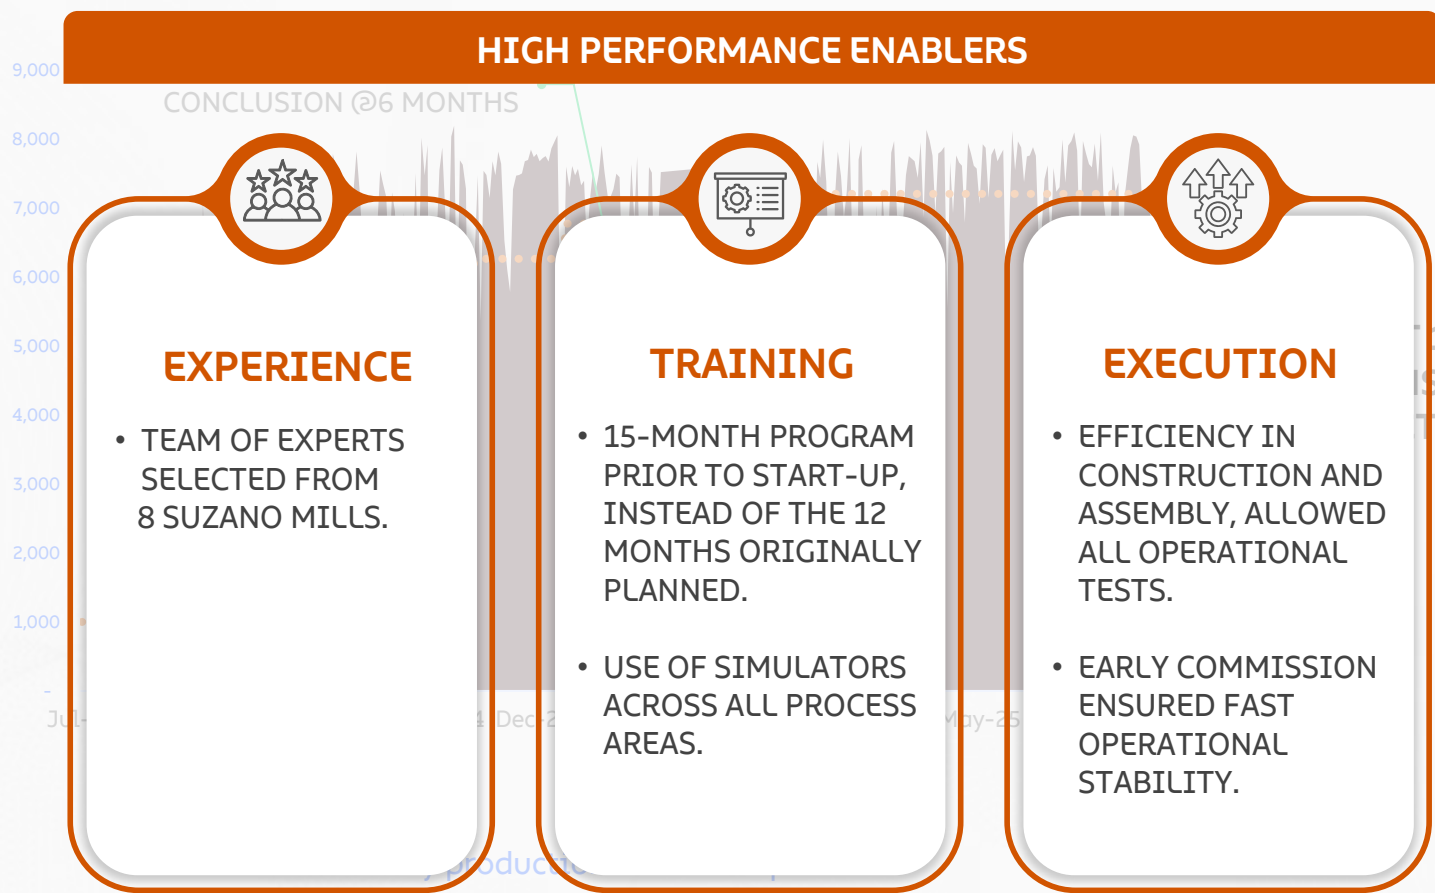 HIGH PERFORMANCE ENABLERS
9,000
CONCLUSION @6 MONTHS
8,000
7,000
6,000
5,000
4,000
3,000
2,000
1,000
-
EXPERIENCE
• TEAM OF EXPERTS
SELECTED FROM
8 SUZANO MILLS.
TRAINING
• 15-MONTH PROGRAM
PRIOR TO START-UP,
INSTEAD OF THE 12
MONTHS ORIGINALLY
PLANNED.
• USE OF SIMULATORS
ACROSS ALL PROCESS
AREAS.
EXECUTION
• EFFICIENCY IN
CONSTRUCTION AND
ASSEMBLY, ALLOWED
ALL OPERATIONAL
TESTS.
• EARLY COMMISSION
ENSURED FAST
OPERATIONAL
STABILITY.
May-25